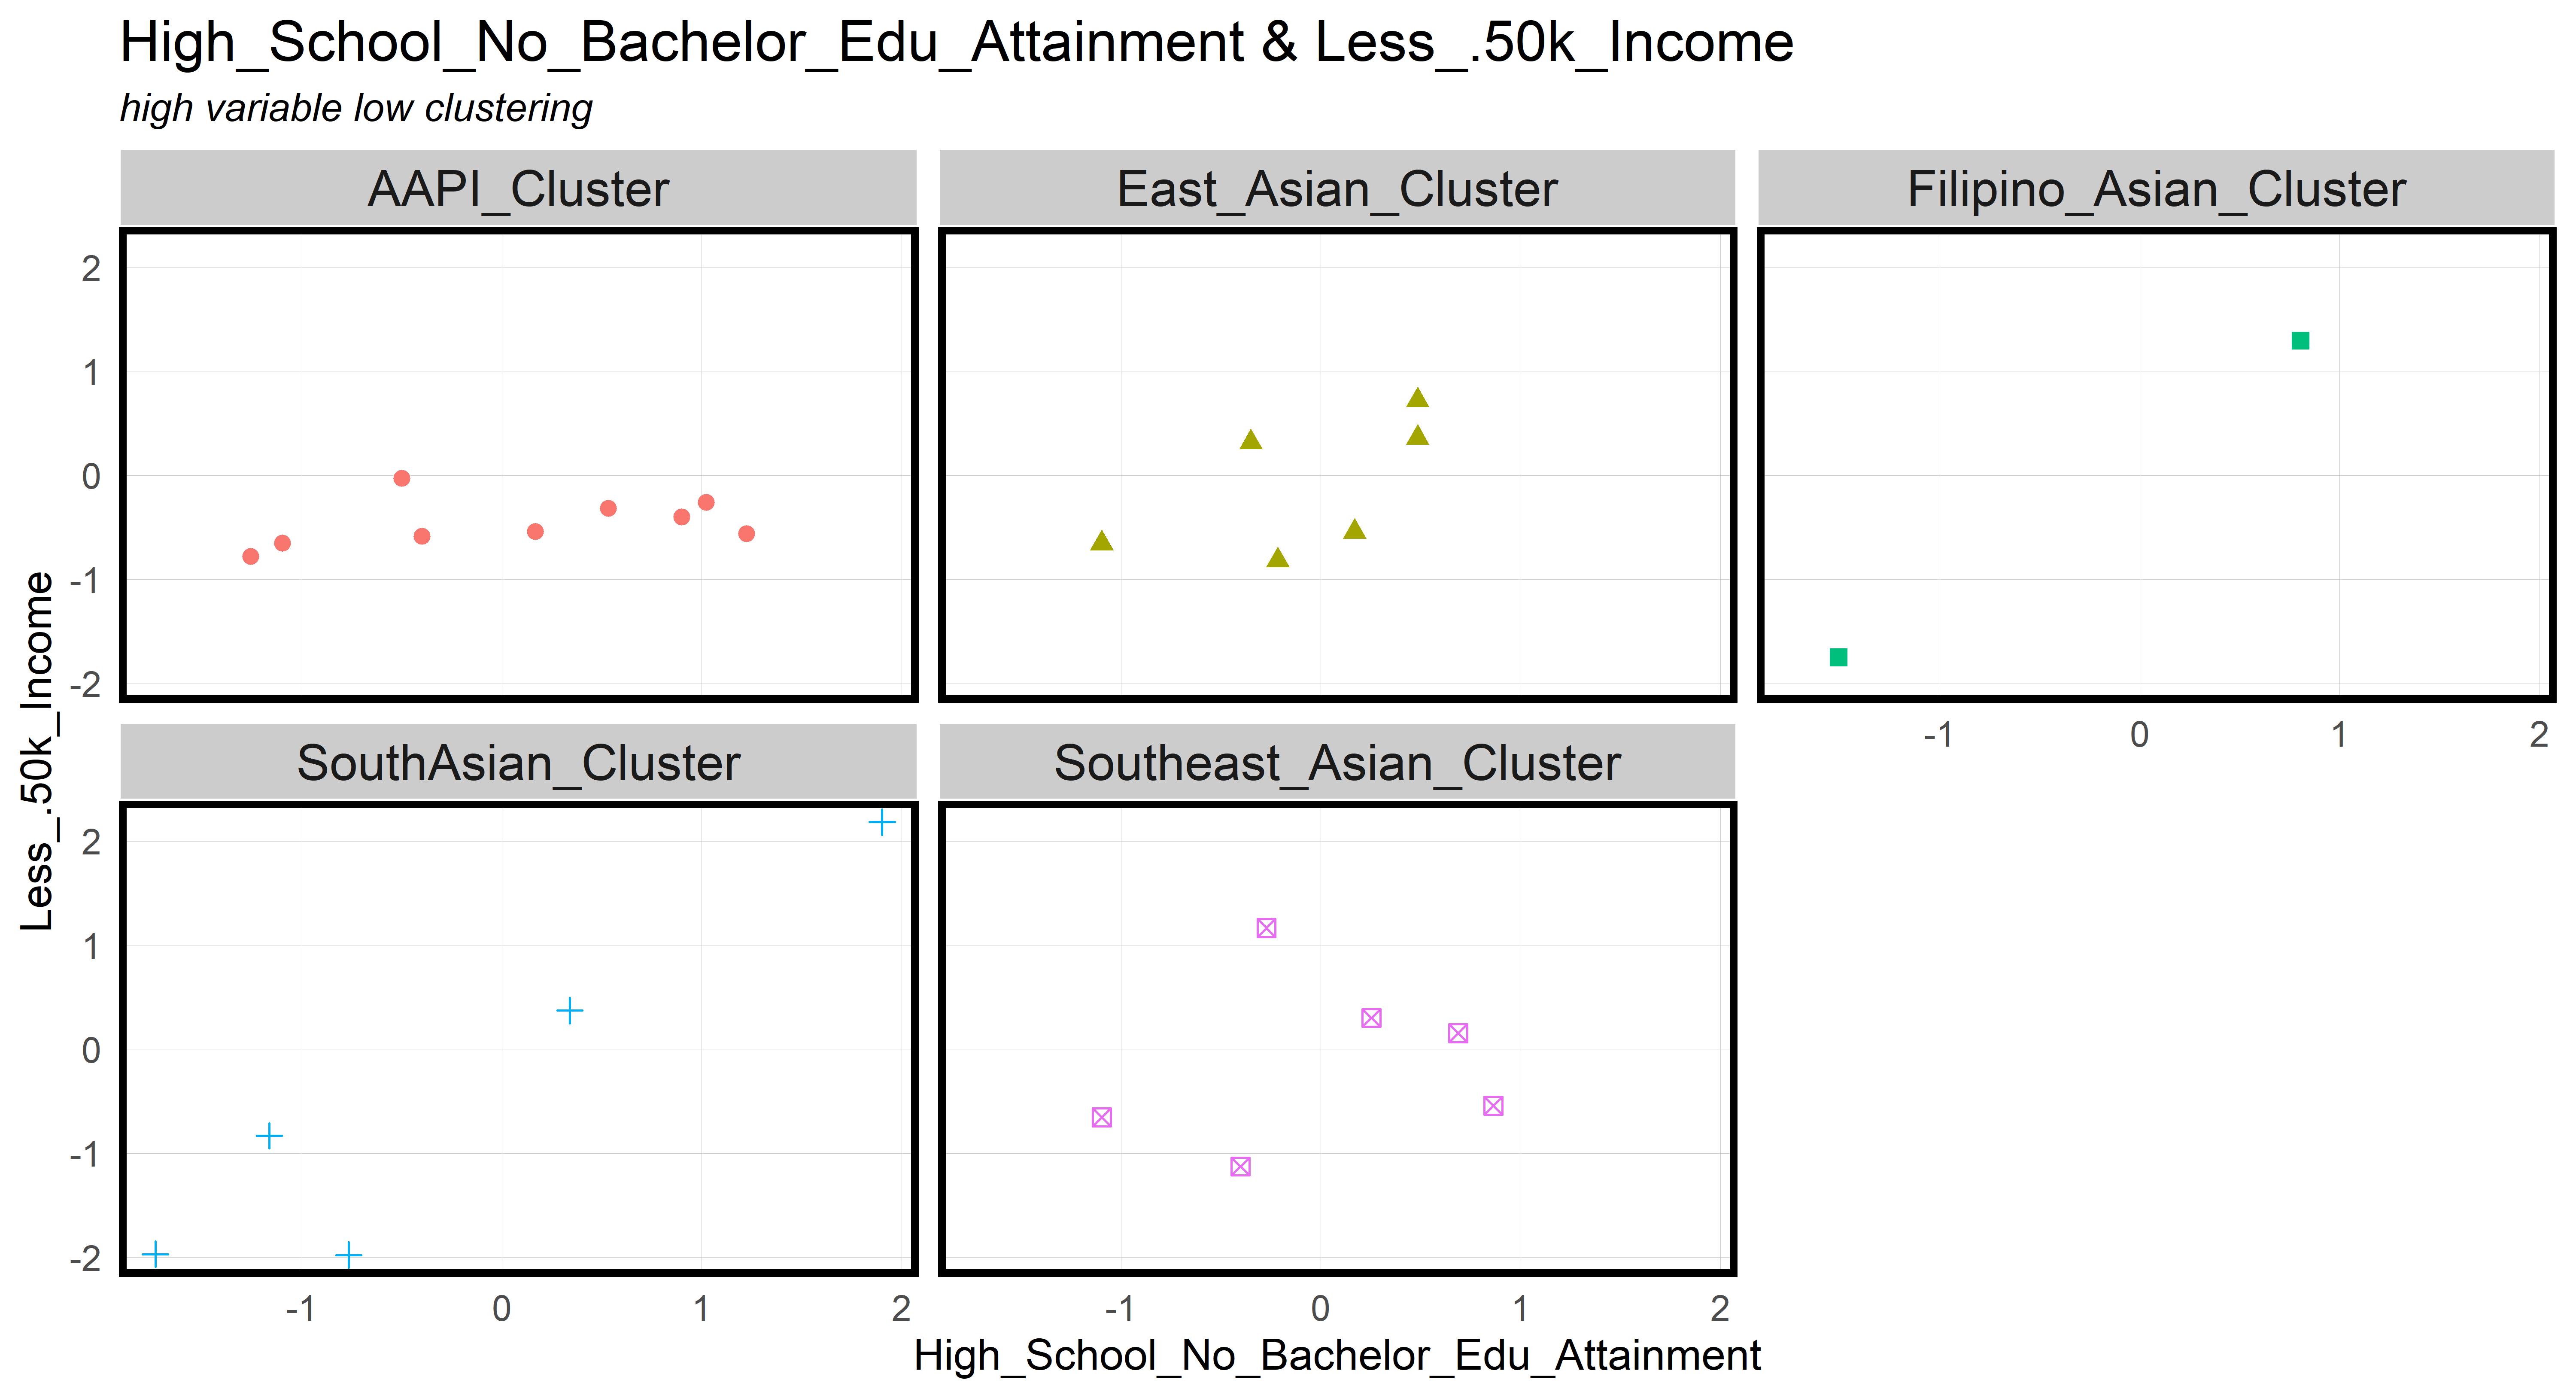 High_School_No_Bachelor_Edu_Attainment & Less_.50k_Income
high variable low clustering
AAPI_Cluster
East_Asian_Cluster
Filipino_Asian_Cluster
2
1
0
-1
-2
-1 0 1 2
SouthAsian_Cluster
Southeast_Asian_Cluster
Less_.50k_Income
2
1
0
-1
-2
-1 0 1 2
-1 0 1 2
High_School_No_Bachelor_Edu_Attainment